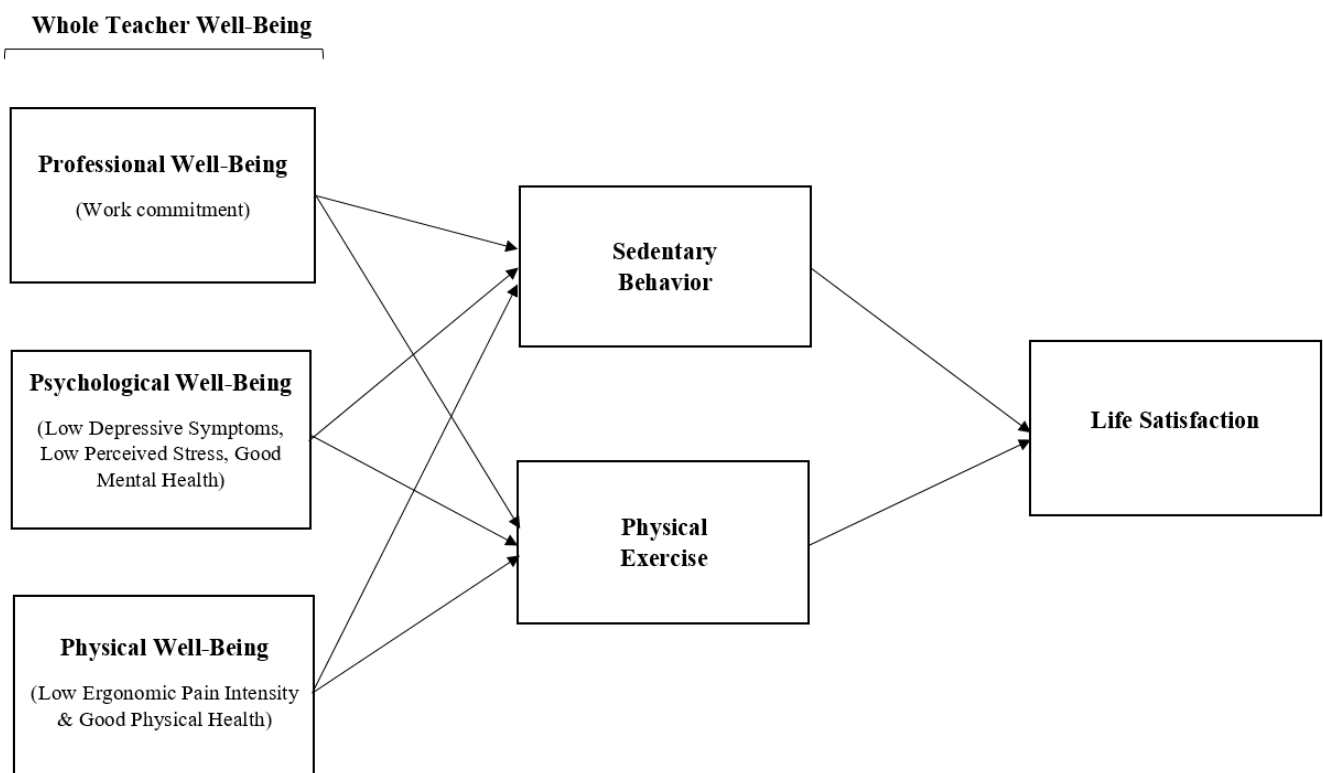 Whole Teacher Well-Being
Professional Well-Being
(Work commitment)
Psychological Well-Being
(Low Depressive Symptoms,
Low Perceived Stress, Good
Mental Health)
Physical Well-Being
(Low Ergonomic Pain Intensity
& Good Physical Health)
Sedentary
Behavior
Physical
Exercise
Life Satisfaction